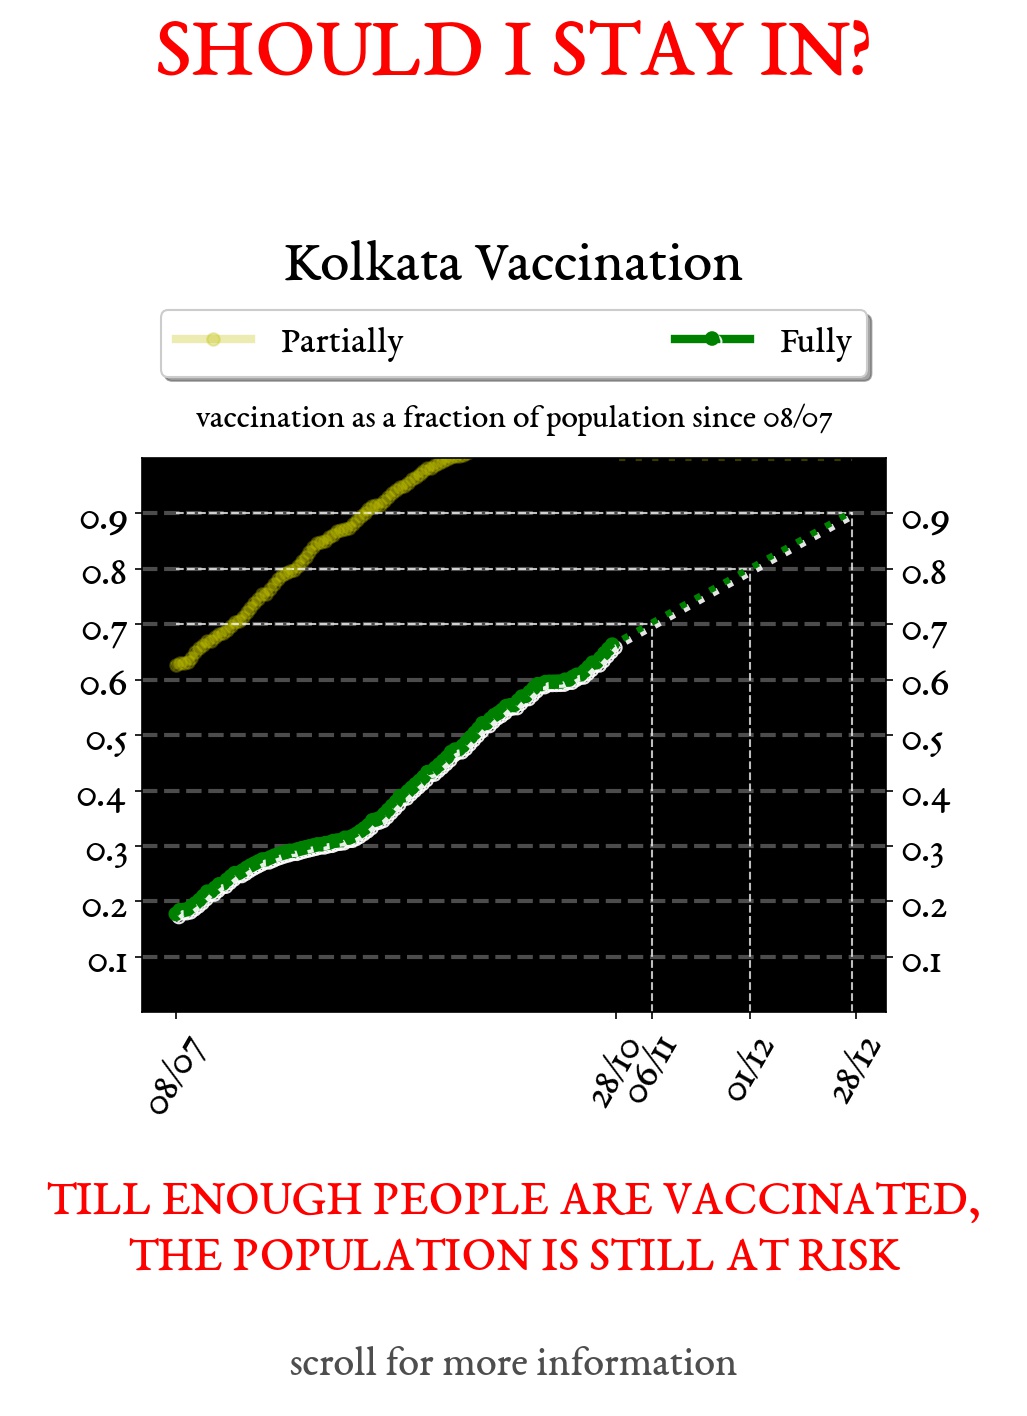 SHOULD I STAY IN?
Kolkata Vaccination
Partially Fully
vaccination as a fraction of population since 08/07
0.9 0.9
0.8 0.8
0.7 0.7
0.6 0.6
0.5 0.5
0.4 0.4
0.3 0.3
0.2 0.2
0.1 0.1
08/07 28/10 06/11 01/12 28/12
TILL ENOUGH PEOPLE ARE VACCINATED,
THE POPULATION IS STILL AT RISK
scroll for more information